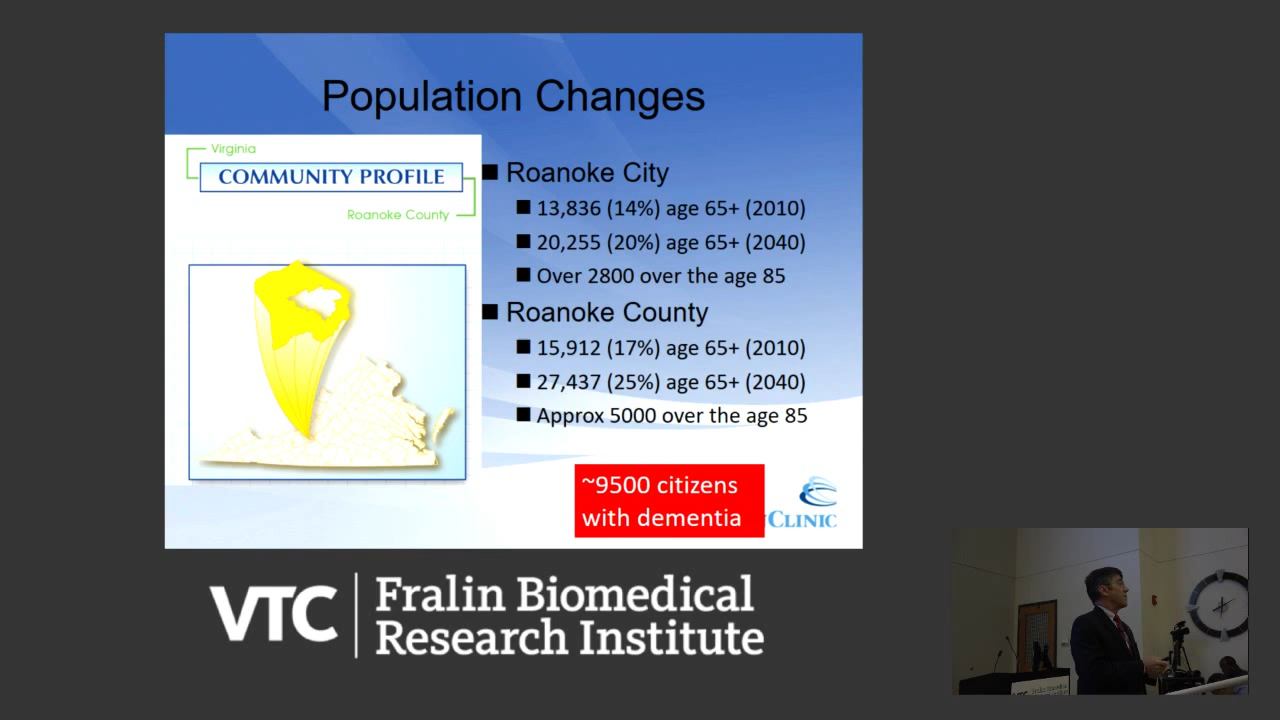 Population Changes
Virginia
COMMUNITY PROFILE
Roanoke County
Roanoke City
13,836 (14%) age 65+ (2010)
20,255 (20%) age 65+ (2040)
Over 2800 over the age 85
Roanoke County
15,912 (17%) age 65+ (2010)
27,437 (25%) age 65+ (2040)
Approx 5000 over the age 85
~9500 citizens
with dementia
CLINIC
VTC
Fralin Biomedical
Research Institute
VTC
Fralin Biomedical